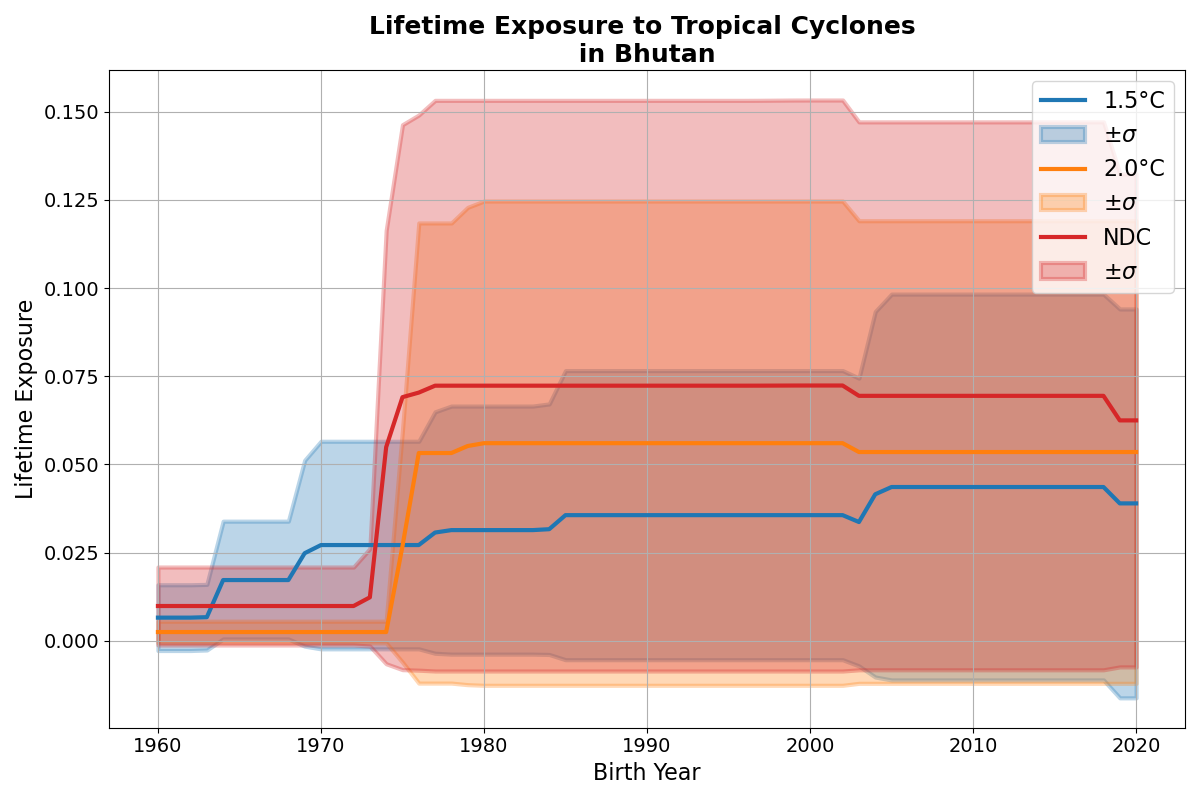 Lifetime Exposure to Tropical Cyclones
in Bhutan
Lifetime Exposure
0.150
0.125
0.100
0.075
0.050
0.025
0.000
1960
1970
1980
1990
2000
2010
2020
Birth Year
1.5°C
±σ
2.0°C
±σ
NDC
±σ